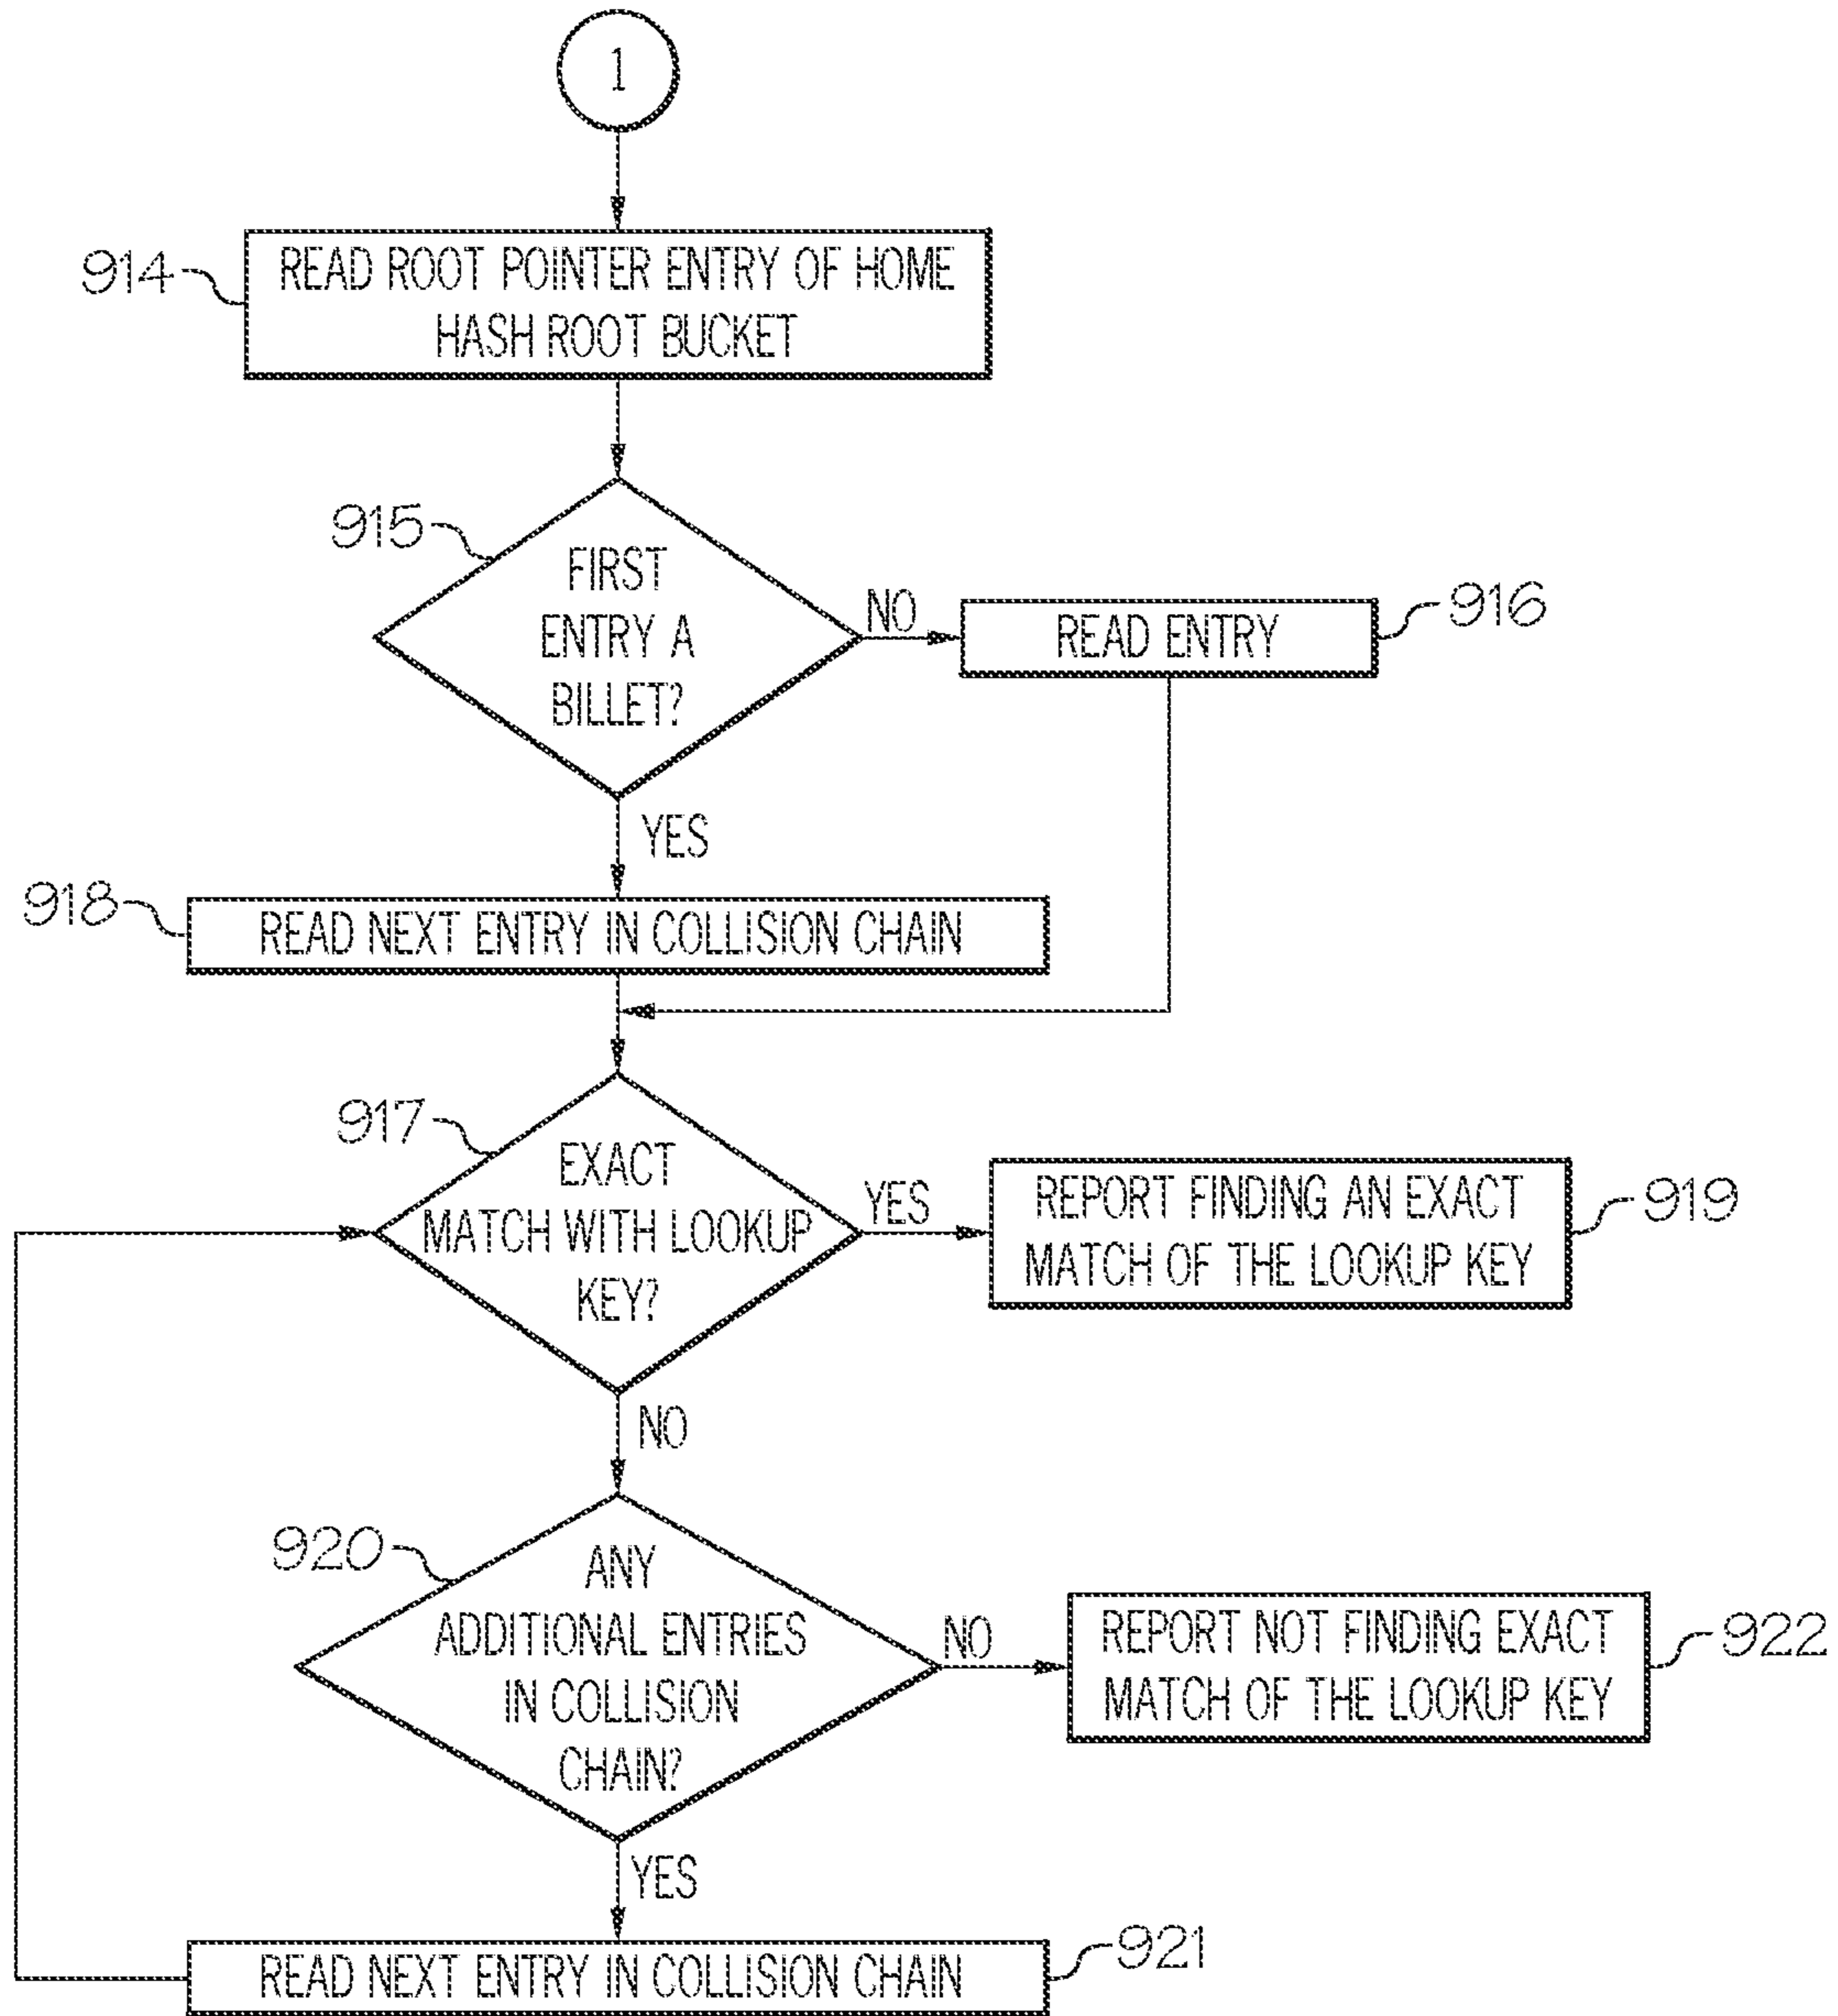 1
914
READ ROOT POINTER ENTRY OF HOME
HASH ROOT BUCKET
915
FIRST
ENTRY A
BILLET?
NO
READ ENTRY
916
YES
918
READ NEXT ENTRY IN COLLISION CHAIN
917
EXACT
MATCH WITH LOOKUP
KEY?
YES
REPORT FINDING AN EXACT
MATCH OF THE LOOKUP KEY
919
NO
920
ANY
ADDITIONAL ENTRIES
IN COLLISION
CHAIN?
NO
REPORT NOT FINDING EXACT
MATCH OF THE LOOKUP KEY
922
YES
READ NEXT ENTRY IN COLLISION CHAIN
921